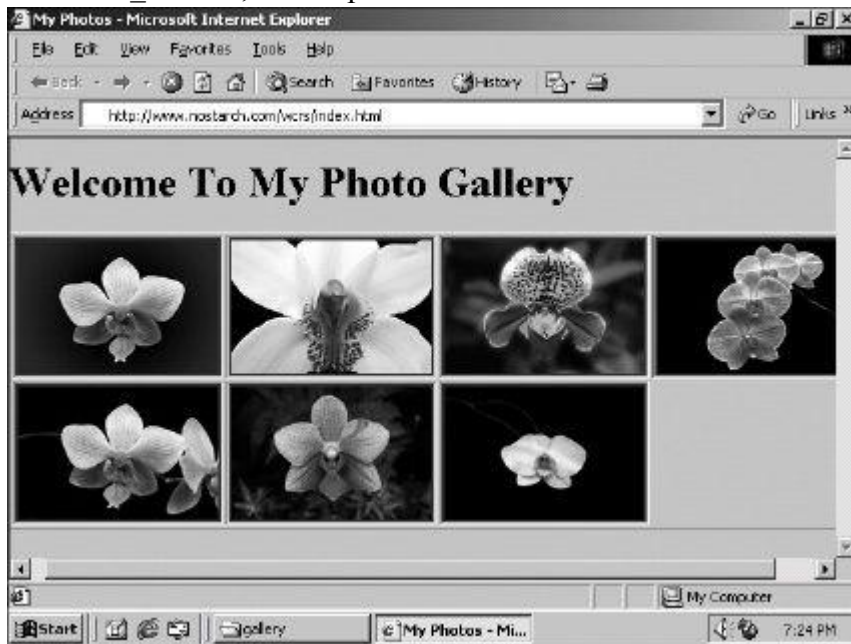 My Photos - Microsoft Internet Explorer
File Edit View Favorites Tools Help
Back Search Favorites History
Address http://www.nostarch.com/wcrs/index.html Go Links »
Welcome To My Photo Gallery
My Computer
Start gallery My Photos - Mi... 7:24 PM